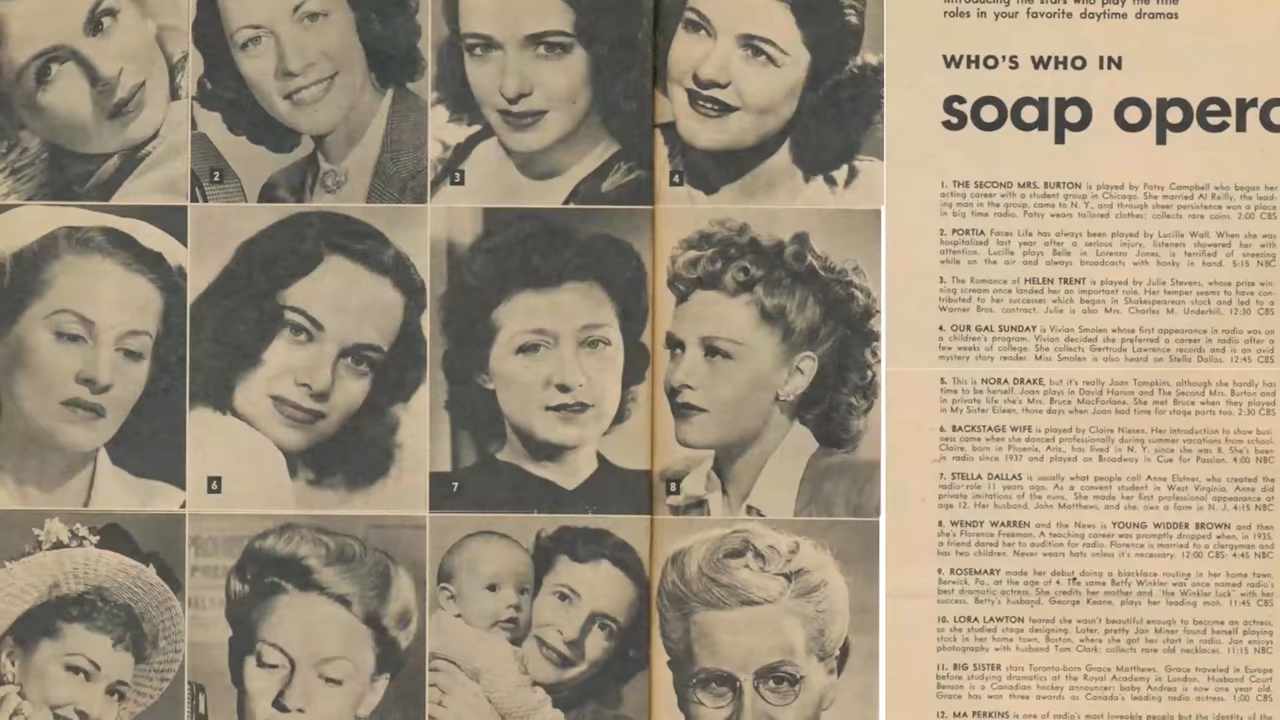 introducing the stars who play the title
roles in your favorite daytime dramas
WHO'S WHO IN
soap opera
1. THE SECOND MRS. BURTON is played by Patsy Campbell who began her
acting career with a student group in Chicago. She married Al Reilly, the lead-
ing man in the group, came to N. Y., and through sheer persistence won a place
in big time radio. Patsy wears tailored clothes; collects rare coins. 2:00 CBS
2. PORTIA Faces Life has always been played by Lucille Wall. When she was
hospitalized last year after a serious injury, listeners showered her with
attention. Lucille plays Belle in Lorenzo Jones, is terrified of sneezing
while on the air and always broadcasts with hanky in hand. 5:15 NBC
3. The Romance of HELEN TRENT is played by Julie Stevens, whose prize win-
ning scream once landed her an important role. Her temper seems to have con-
tributed to her successes which began in Shakespearean stock and led to a
Warner Bros. contract. Julie is also Mrs. Charles M. Underhill. 12:30 CBS
4. OUR GAL SUNDAY is Vivian Smolen whose first appearance in radio was on
a children's program. Vivian decided she preferred a career in radio after a
few weeks of college. She collects Gertrude Lawrence records and is an avid
mystery story reader. Miss Smolen is also heard on Stella Dallas. 12:45 CBS
5. This is NORA DRAKE, but it's really Joan Tompkins, although she hardly has
time to be herself. Joan plays in David Harum and The Second Mrs. Burton and
in private life she's Mrs. Bruce MacFarlane. She met Bruce when they played
in My Sister Eileen, those days when Joan had time for stage parts too. 2:30 CBS
6. BACKSTAGE WIFE is played by Claire Niesen. Her introduction to show busi
ness came when she danced professionally during summer vacations from school.
Claire, born in Phoenix, Ariz., has lived in N. Y. since she was 8. She's been
in radio since 1937 and played on Broadway in Cue for Passion. 4:00 NBC
7. STELLA DALLAS is usually what people call Anne Elstner, who created the
radio role 11 years ago. As a convent student in West Virginia, Anne did
private imitations of the nuns. She made her first professional appearance at
age 12. Her husband, John Matthews, and she, own a farm in N. J. 4:15 NBC
8. WENDY WARREN and the News is YOUNG WIDDER BROWN and then
she's Florence Freeman. A teaching career was promptly dropped when, in 1935,
a friend dared her to audition for radio. Florence is married to a clergyman and
has two children. Never wears hats unless it's necessary. 12:00 CBS; 4:45 NBC
9. ROSEMARY made her debut doing a blackface routine in her home town,
Berwick, Pa., at the age of 4. The same Betty Winkler was once named radio's
best dramatic actress. She credits her mother and "the Winkler luck" with her
success. Betty's husband, George Keane, plays her leading man. 11:45 CBS
10. LORA LAWTON feared she wasn't beautiful enough to become an actress,
so she studied stage designing. Later, pretty Jan Miner found herself playing
stock in her home town, Boston, where she got her start in radio. Jan enjoys
photography with husband Tom Clark; collects rare old necklaces. 11:15 NBC
11. BIG SISTER stars Toronto-born Grace Matthews. Grace traveled in Europe
before studying dramatics at the Royal Academy in London. Husband Court
Benson is a Canadian hockey announcer; baby Andrea is now one year old.
Grace has won three awards as Canada's leading radio actress. 1:00 CBS
12. MA PERKINS is one of radio's most loveable people but the identity of the
2
3
4
6
7
8